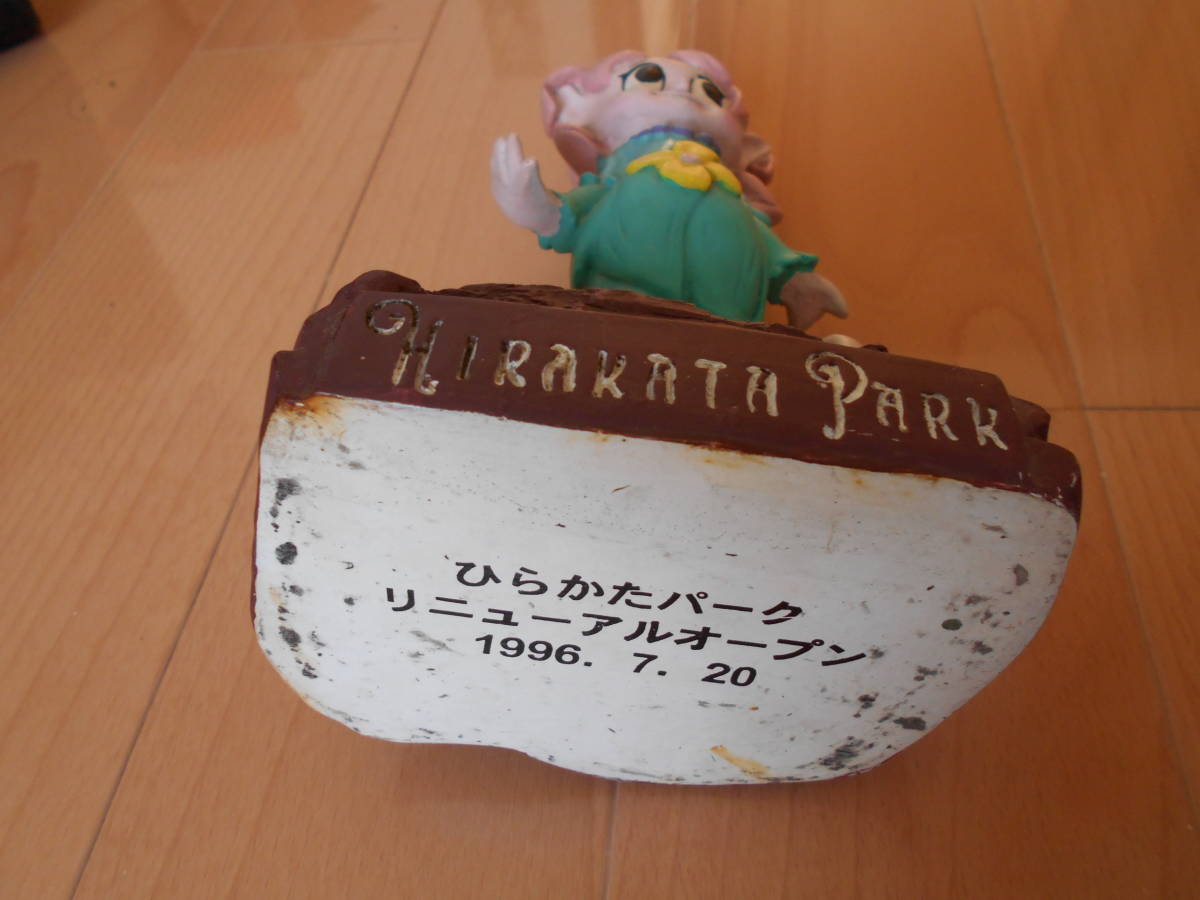 HIRAKATA PARK
ひらかたパーク
リニューアルオープン
1996. 7. 20